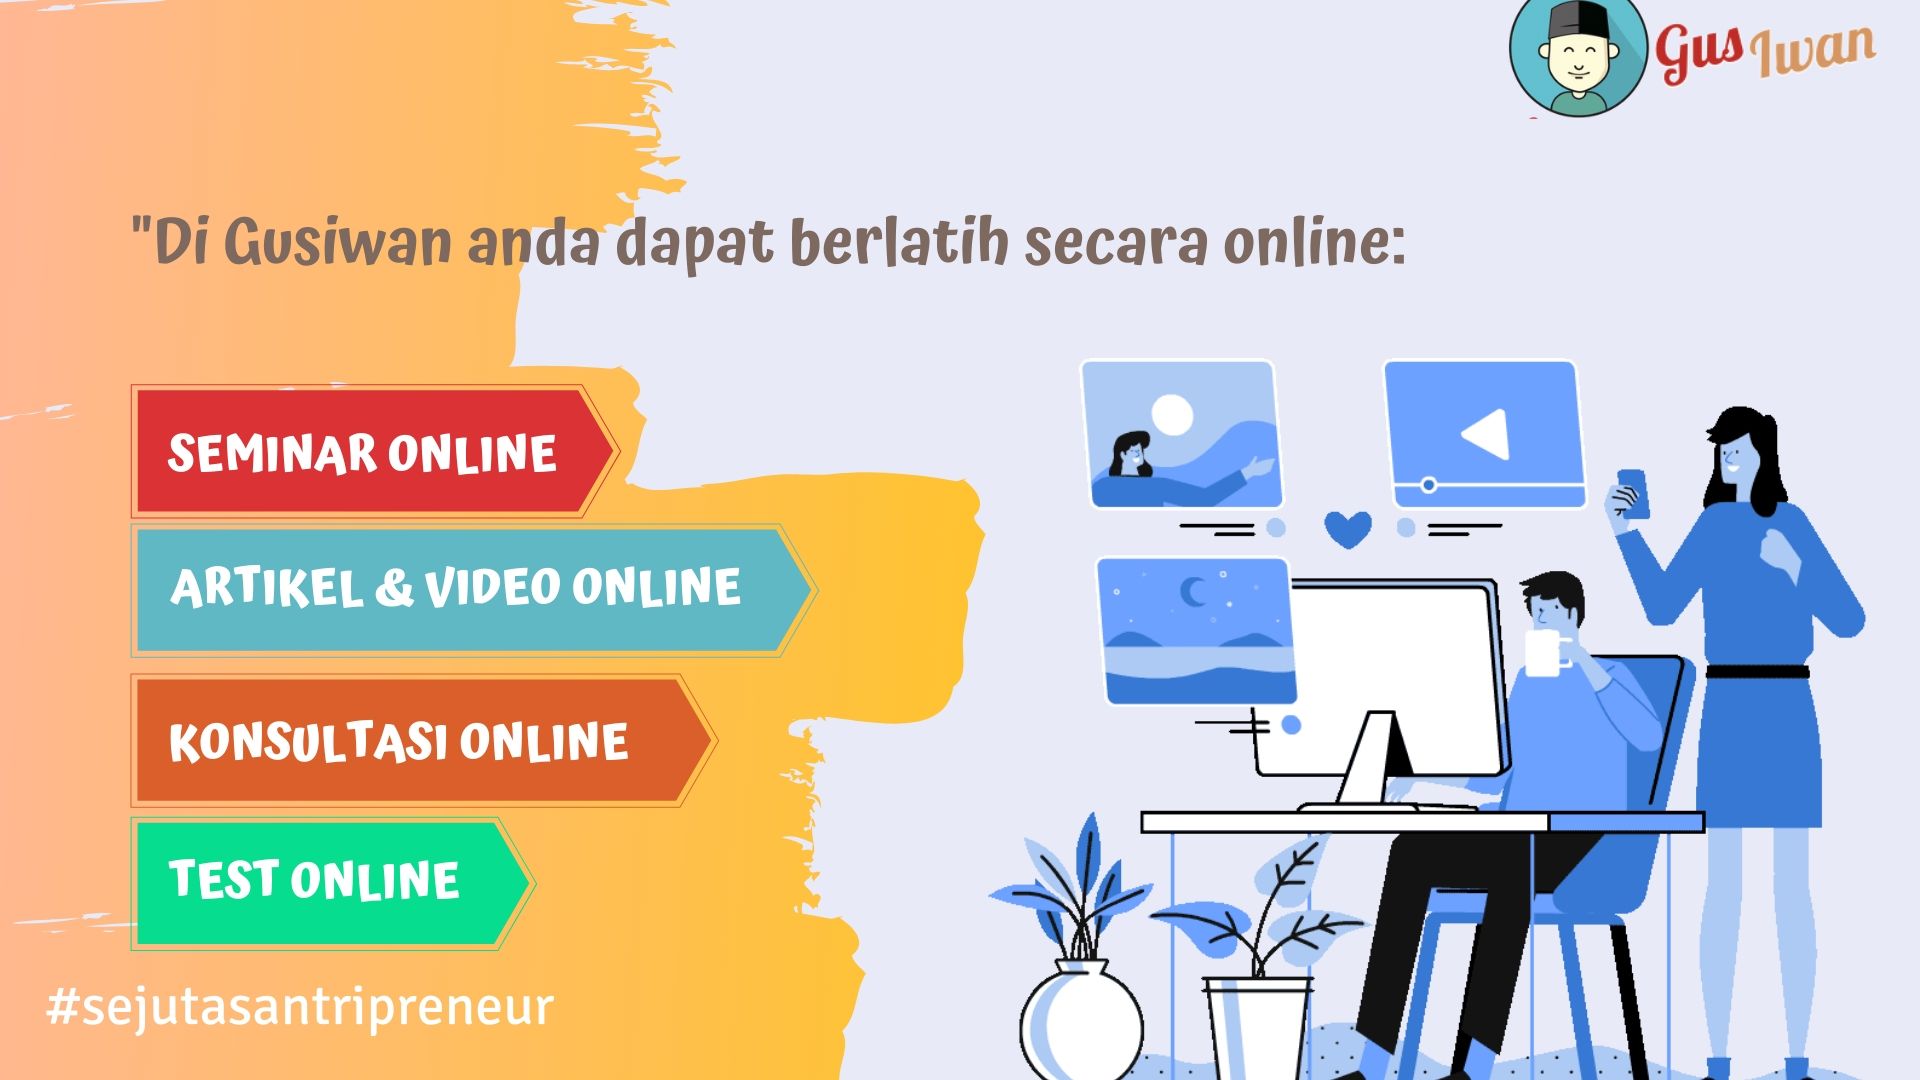 Gus Iwan
"Di Gusiwan anda dapat berlatih secara online:
SEMINAR ONLINE
ARTIKEL & VIDEO ONLINE
KONSULTASI ONLINE
TEST ONLINE
#sejutasantripreneur